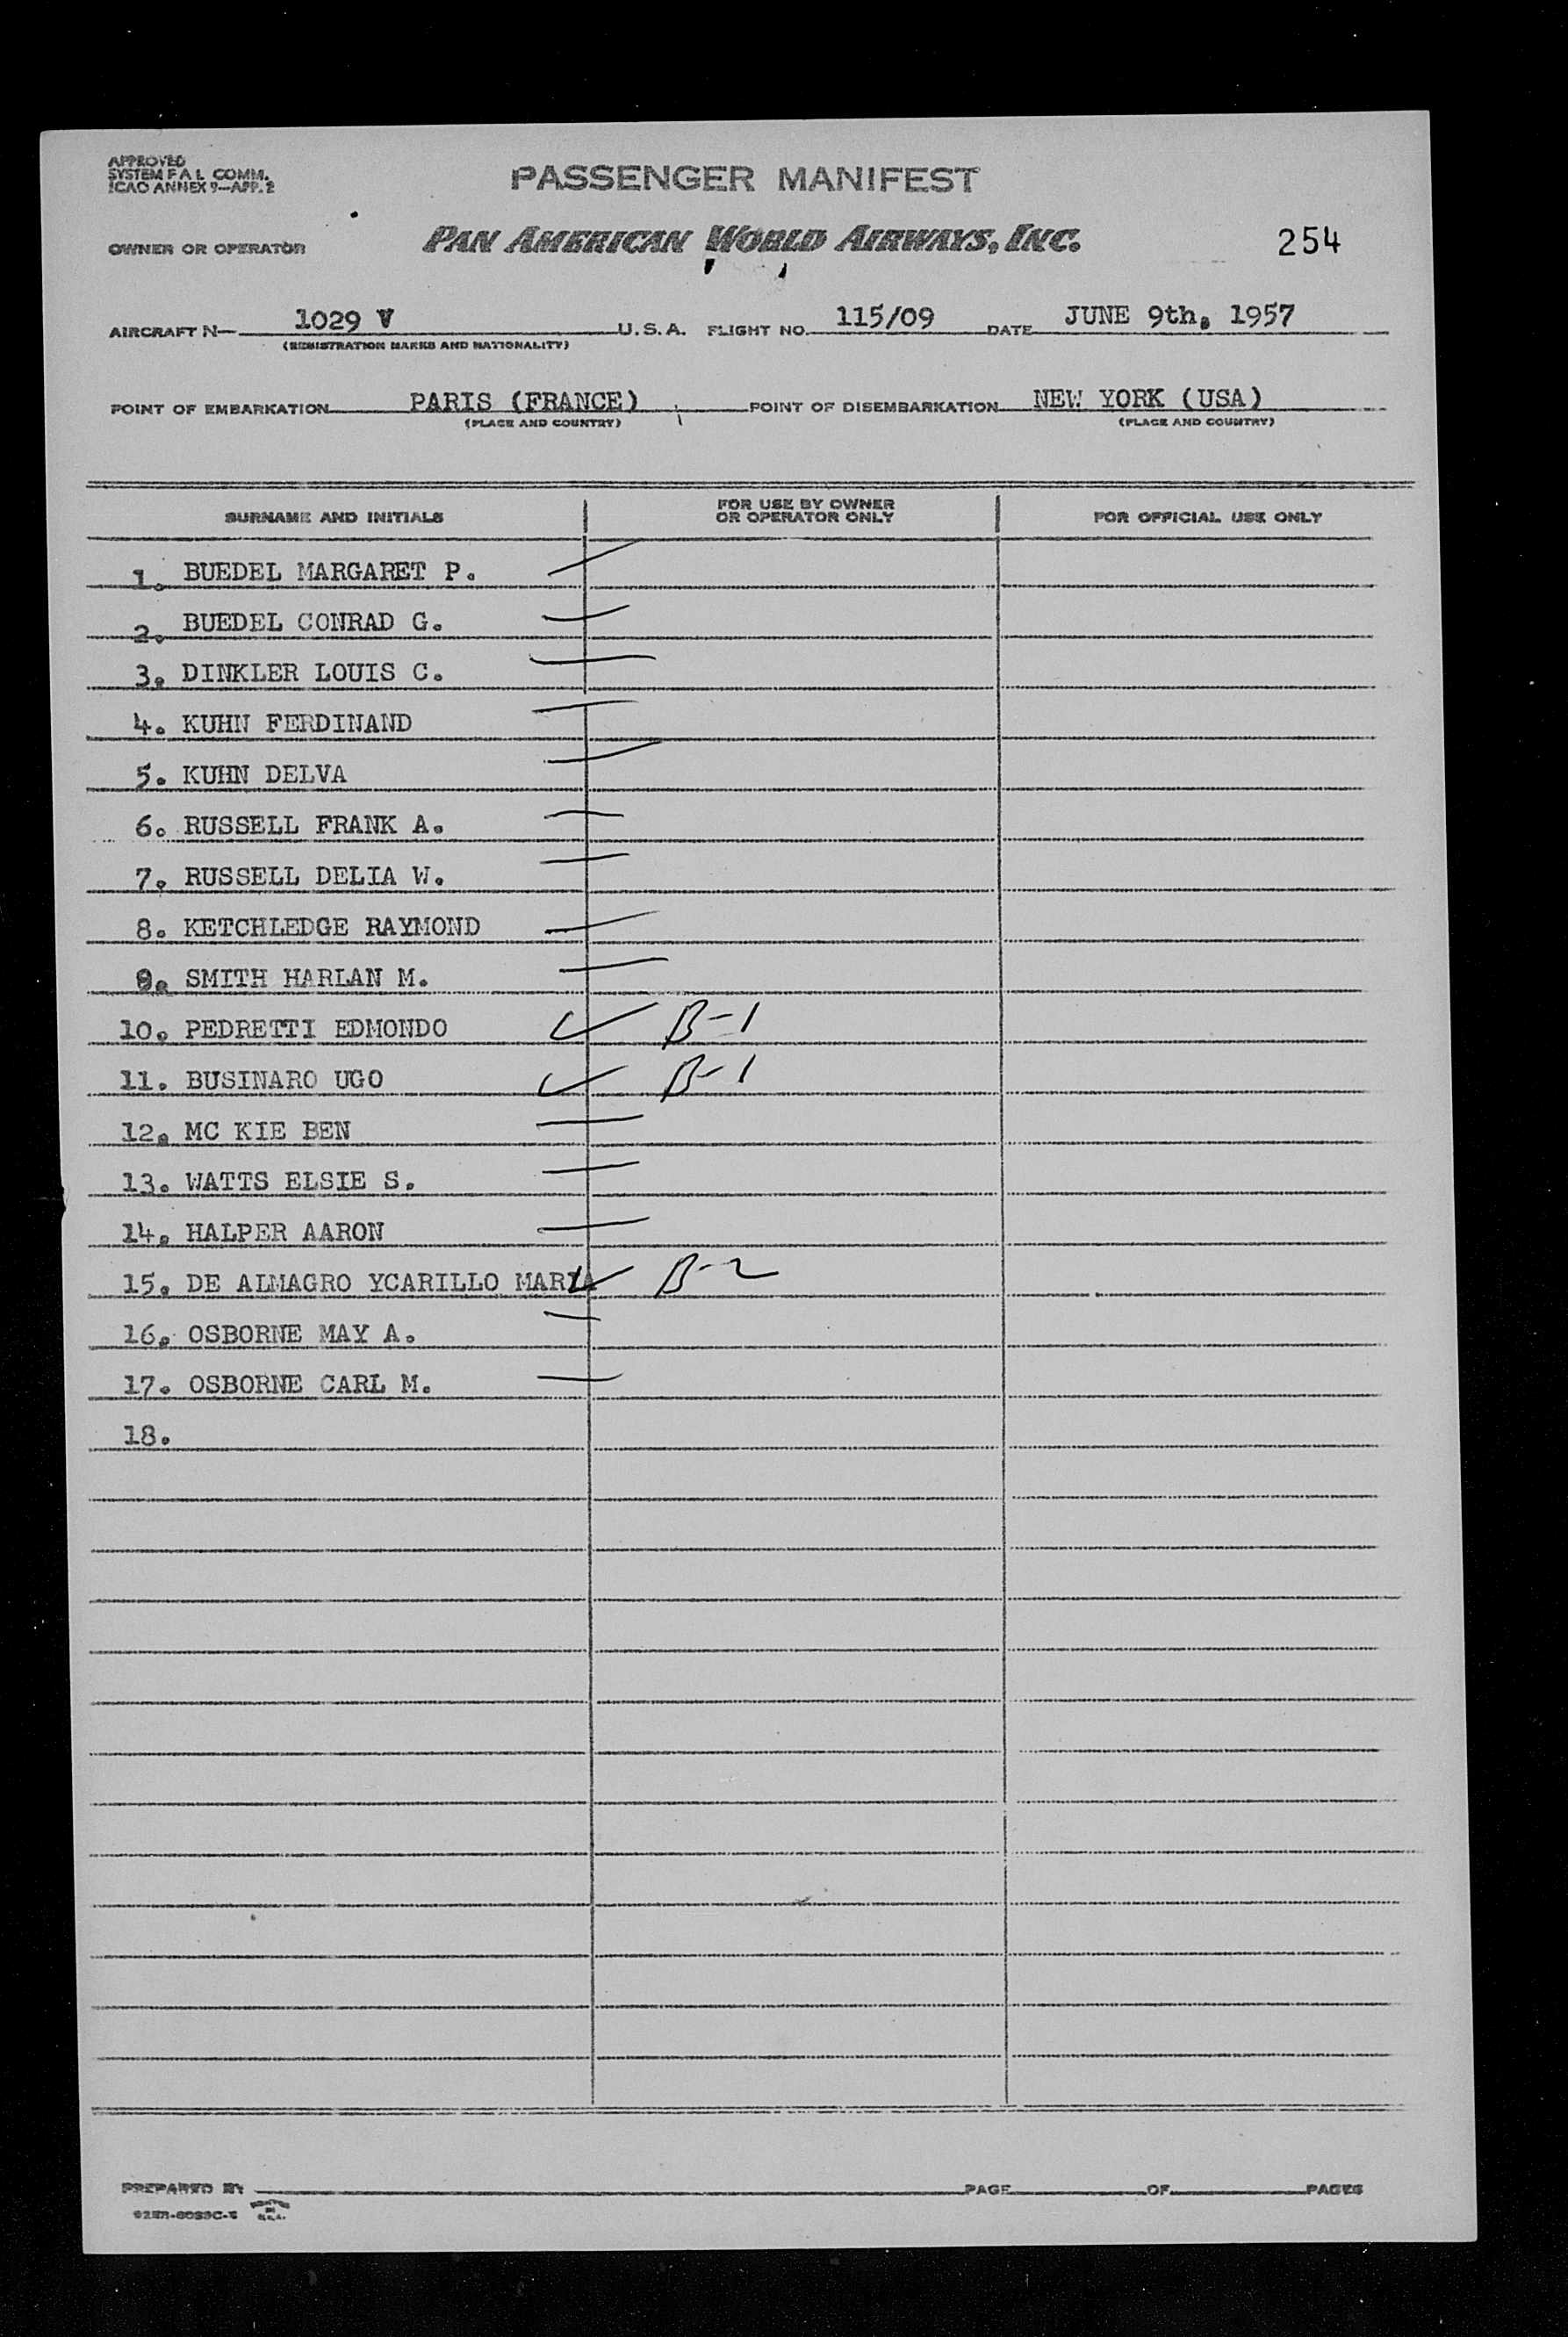 APPROVED
SYSTEM F A L COMM.
ICAO ANNEX 9—APP. 2
PASSENGER MANIFEST
OWNER OR OPERATOR PAN AMERICAN WORLD AIRWAYS, INC. 254
AIRCRAFT N— 1029 V U.S.A. FLIGHT NO. 115/09 DATE JUNE 9th, 1957
(REGISTRATION MARKS AND NATIONALITY)
POINT OF EMBARKATION PARIS (FRANCE) POINT OF DISEMBARKATION NEW YORK (USA)
(PLACE AND COUNTRY) (PLACE AND COUNTRY)
SURNAME AND INITIALS FOR USE BY OWNER OR OPERATOR ONLY FOR OFFICIAL USE ONLY
1. BUEDEL MARGARET P.
2. BUEDEL CONRAD G.
3. DINKLER LOUIS C.
4. KUHN FERDINAND
5. KUHN DELVA
6. RUSSELL FRANK A.
7. RUSSELL DELIA W.
8. KETCHLEDGE RAYMOND
9. SMITH HARLAN M.
10. PEDRETTI EDMONDO B-1
11. BUSINARO UGO B-1
12. MC KIE BEN
13. WATTS ELSIE S.
14. HALPER AARON
15. DE ALMAGRO YCARILLO MARIA B-2
16. OSBORNE MAY A.
17. OSBORNE CARL M.
18.
PREPARED BY PAGE OF PAGES